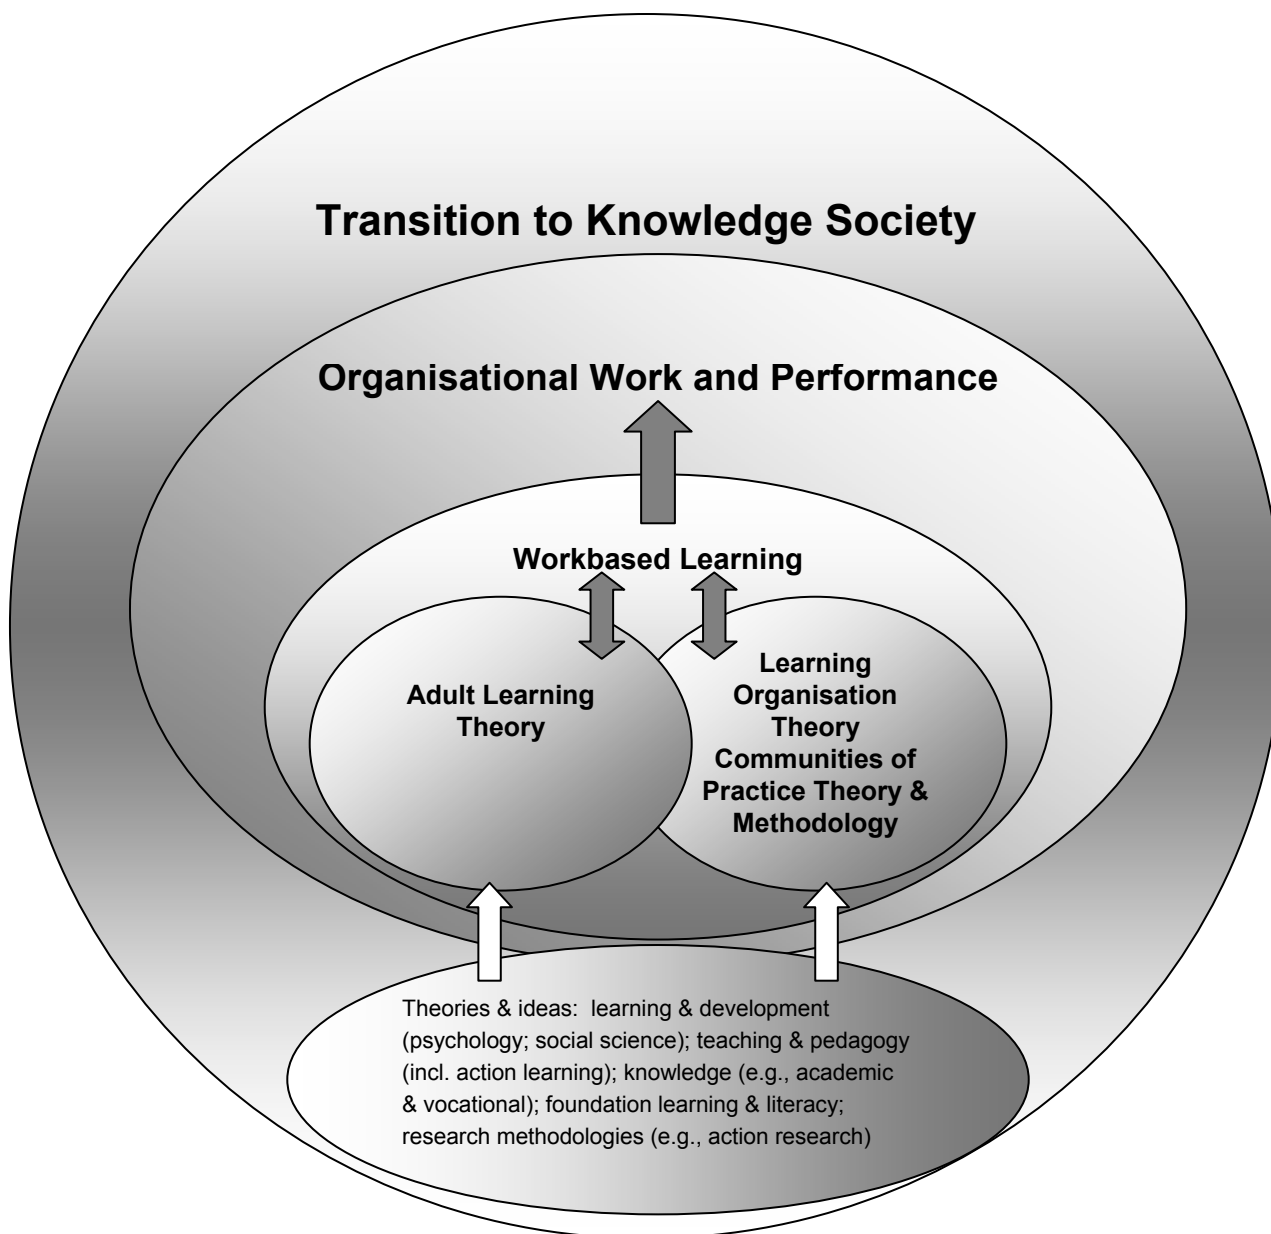 Transition to Knowledge Society
Organisational Work and Performance
Workbased Learning
Adult Learning
Theory
Learning
Organisation
Theory
Communities of
Practice Theory &
Methodology
Theories & ideas:  learning & development
(psychology; social science); teaching & pedagogy
(incl. action learning); knowledge (e.g., academic
& vocational); foundation learning & literacy;
research methodologies (e.g., action research)